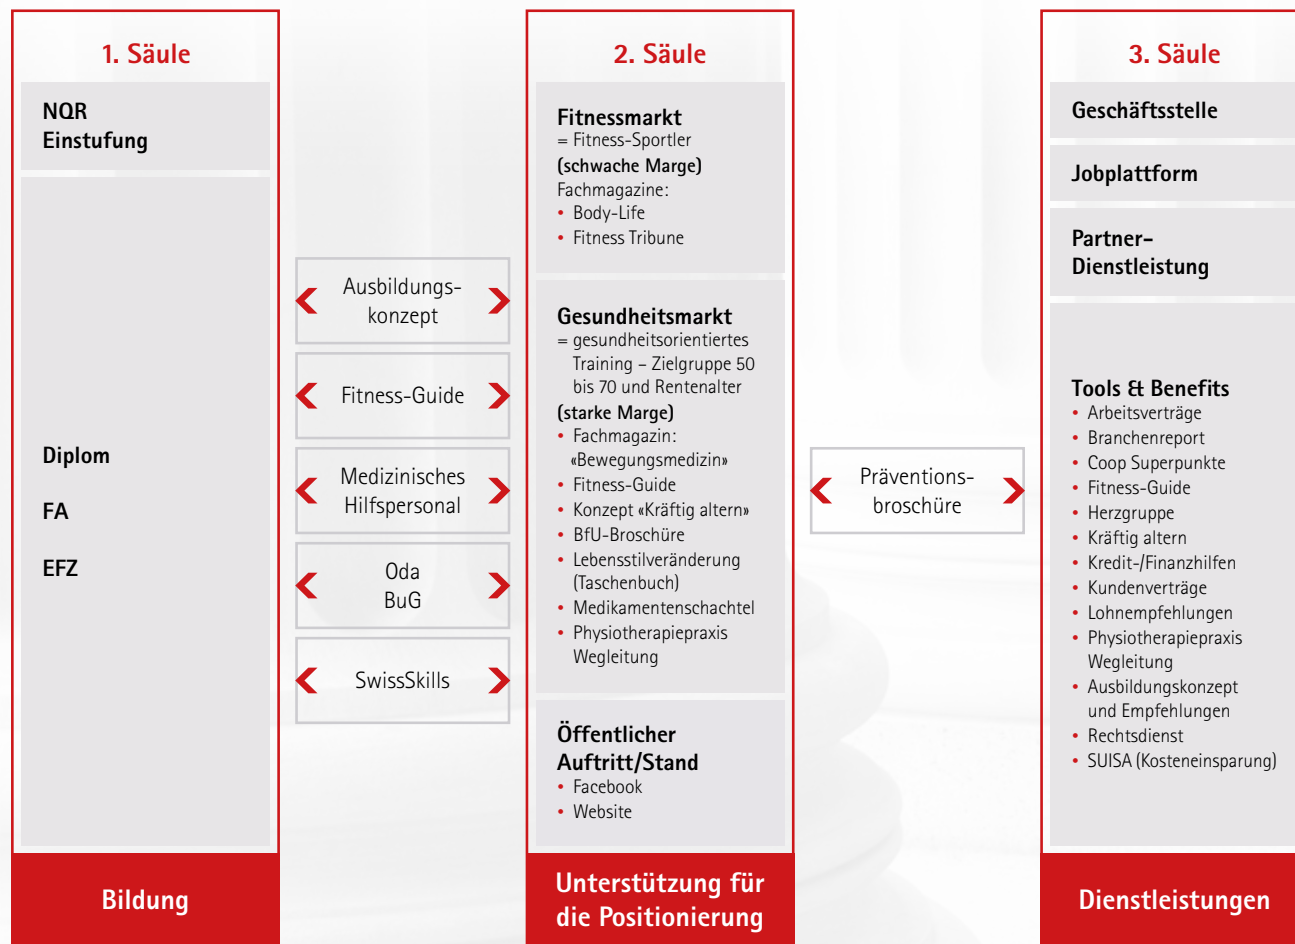 1. Säule
NQR
Einstufung
Diplom
FA
EFZ
Bildung
Ausbildungs-
konzept
Fitness-Guide
Medizinisches
Hilfspersonal
Oda
BuG
SwissSkills
2. Säule
Fitnessmarkt
= Fitness-Sportler
(schwache Marge)
Fachmagazine:
• Body-Life
• Fitness Tribune
Gesundheitsmarkt
= gesundheitsorientiertes
Training – Zielgruppe 50
bis 70 und Rentenalter
(starke Marge)
• Fachmagazin:
«Bewegungsmedizin»
• Fitness-Guide
• Konzept «Kräftig altern»
• BfU-Broschüre
• Lebensstilveränderung
(Taschenbuch)
• Medikamentenschachtel
• Physiotherapiepraxis
Wegleitung
Öffentlicher
Auftritt/Stand
• Facebook
• Website
Unterstützung für
die Positionierung
Präventions-
broschüre
3. Säule
Geschäftsstelle
Jobplattform
Partner-
Dienstleistung
Tools & Benefits
• Arbeitsverträge
• Branchenreport
• Coop Superpunkte
• Fitness-Guide
• Herzgruppe
• Kräftig altern
• Kredit-/Finanzhilfen
• Kundenverträge
• Lohnempfehlungen
• Physiotherapiepraxis
Wegleitung
• Ausbildungskonzept
und Empfehlungen
• Rechtsdienst
• SUISA (Kosteneinsparung)
Dienstleistungen